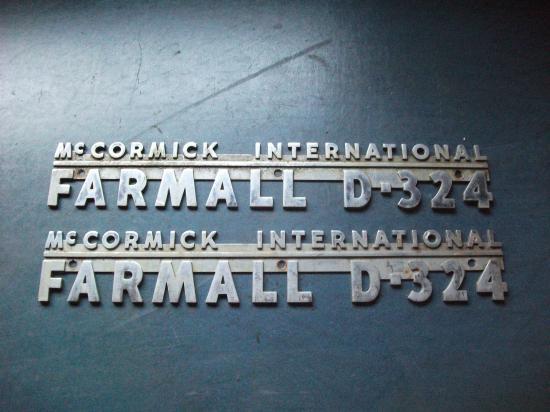 McCORMICK INTERNATIONAL
FARMALL D-324
McCORMICK INTERNATIONAL
FARMALL D-324